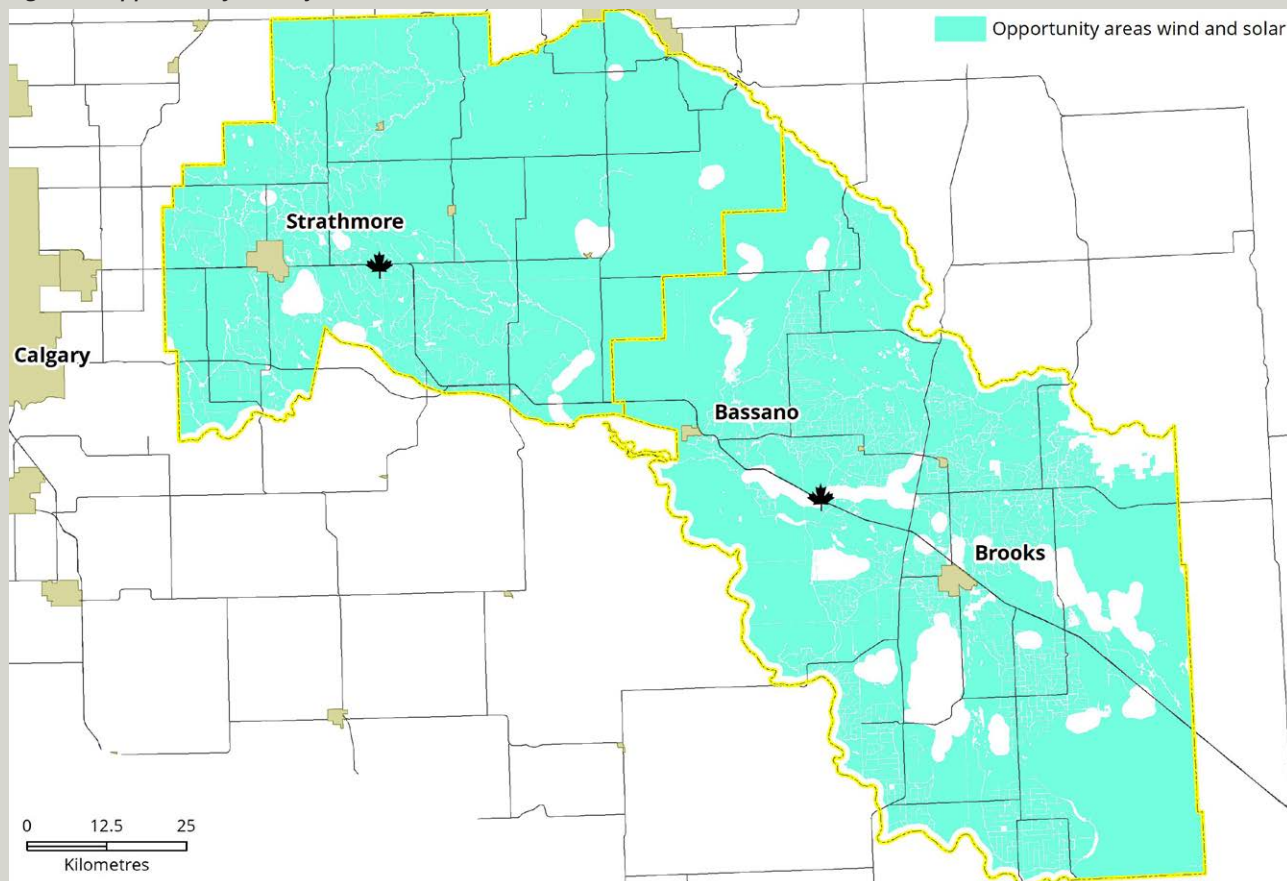 Opportunity areas wind and solar
Strathmore
Calgary
Bassano
Brooks
0 12.5 25
Kilometres